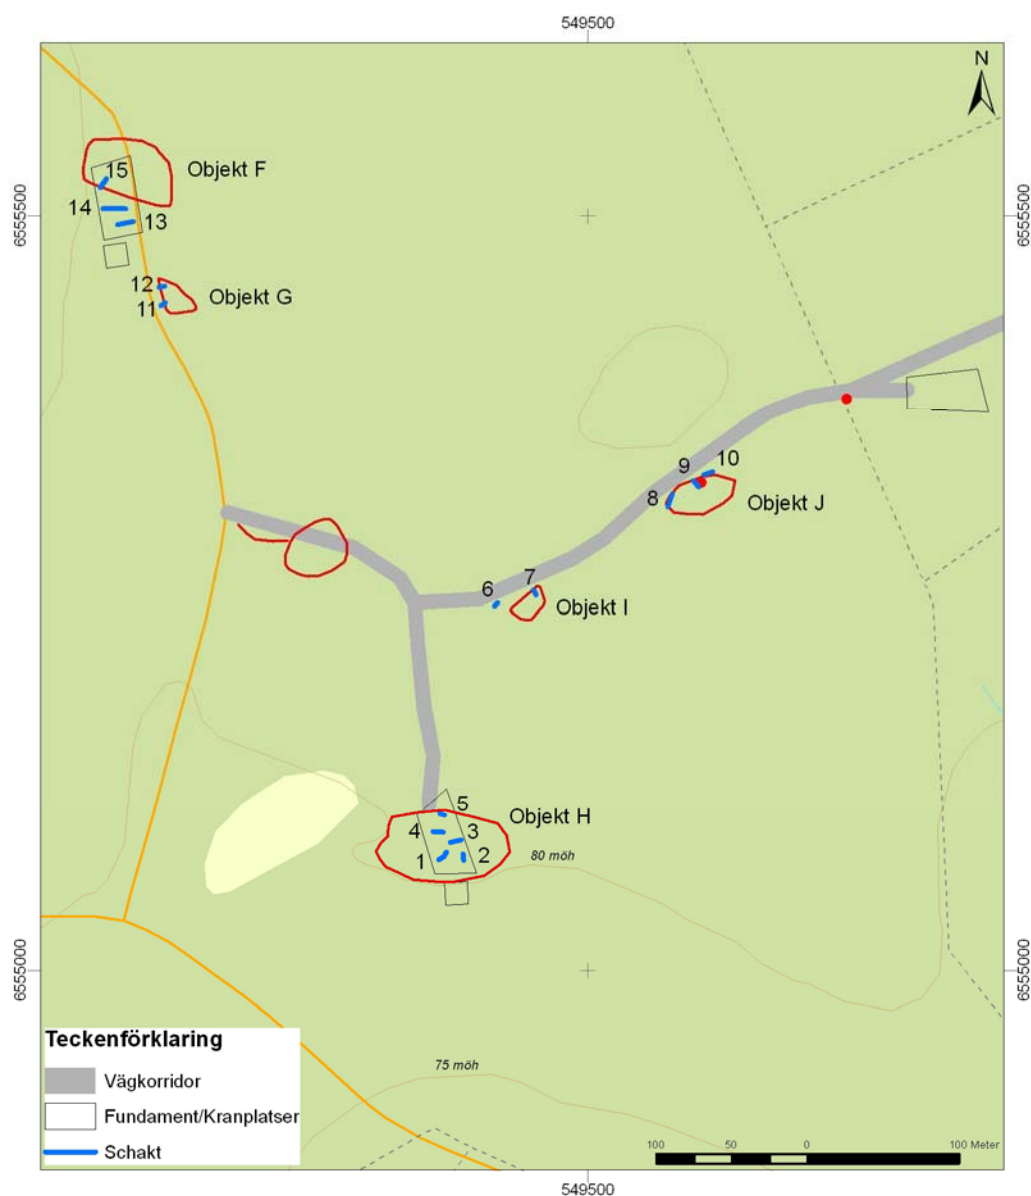 549500
N
15
Objekt F
14
13
6555500
6555500
12
Objekt G
11
9
10
8
Objekt J
7
6
Objekt I
5
Objekt H
4
3
1
2
80 möh
6555000
6555000
Teckenförklaring
75 möh
Vägkorridor
Fundament/Kranplatser
Schakt
100 50 0 100 Meter
549500